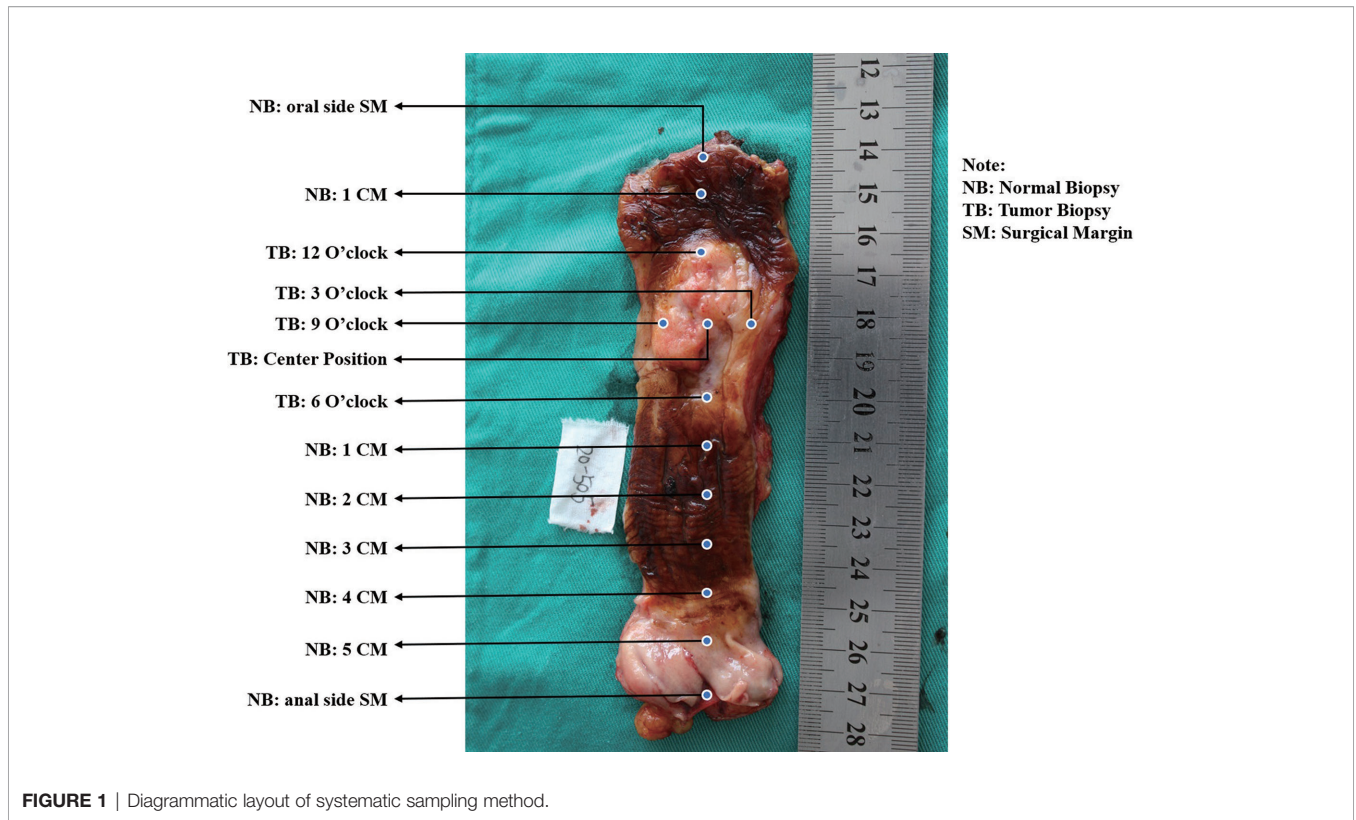 NB: oral side SM
NB: 1 CM
TB: 12 O'clock
TB: 3 O'clock
TB: 9 O'clock
TB: Center Position
TB: 6 O'clock
NB: 1 CM
NB: 2 CM
NB: 3 CM
NB: 4 CM
NB: 5 CM
NB: anal side SM
20-505
12
13
14
15
16
17
18
19
20
21
22
23
24
25
26
27
28
Note:
NB: Normal Biopsy
TB: Tumor Biopsy
SM: Surgical Margin
FIGURE 1 | Diagrammatic layout of systematic sampling method.